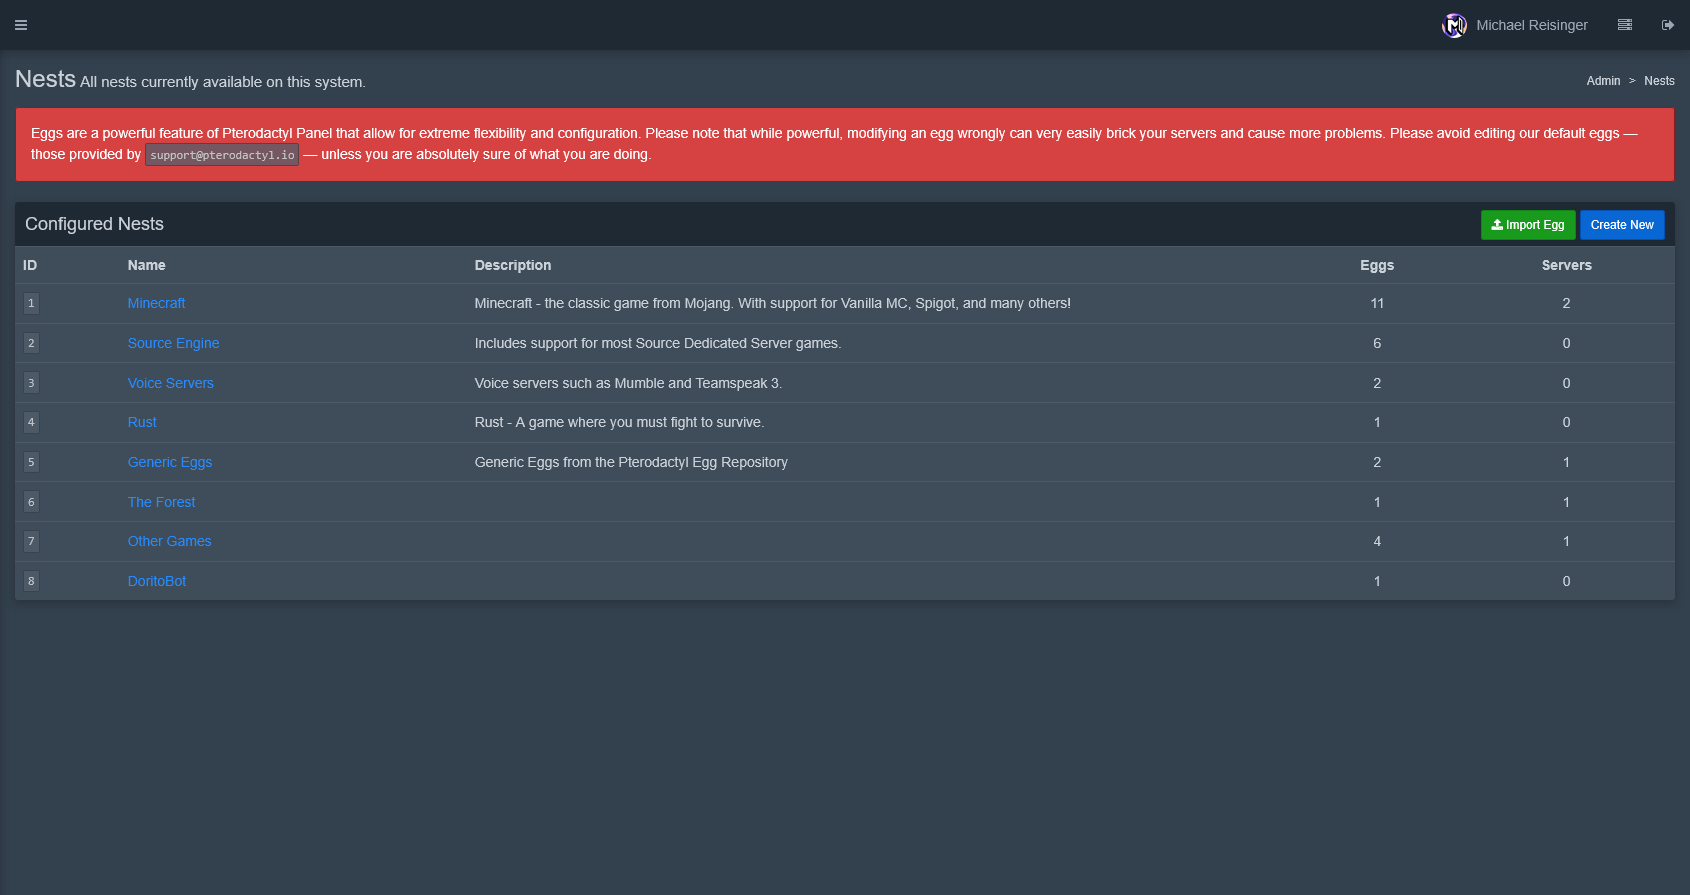 Michael Reisinger
Nests All nests currently available on this system.
Admin > Nests
Eggs are a powerful feature of Pterodactyl Panel that allow for extreme flexibility and configuration. Please note that while powerful, modifying an egg wrongly can very easily brick your servers and cause more problems. Please avoid editing our default eggs —
those provided by support@pterodactyl.io — unless you are absolutely sure of what you are doing.
Configured Nests
Import Egg
Create New
ID Name Description Eggs Servers
1 Minecraft Minecraft - the classic game from Mojang. With support for Vanilla MC, Spigot, and many others! 11 2
2 Source Engine Includes support for most Source Dedicated Server games. 6 0
3 Voice Servers Voice servers such as Mumble and Teamspeak 3. 2 0
4 Rust Rust - A game where you must fight to survive. 1 0
5 Generic Eggs Generic Eggs from the Pterodactyl Egg Repository 2 1
6 The Forest 1 1
7 Other Games 4 1
8 DoritoBot 1 0